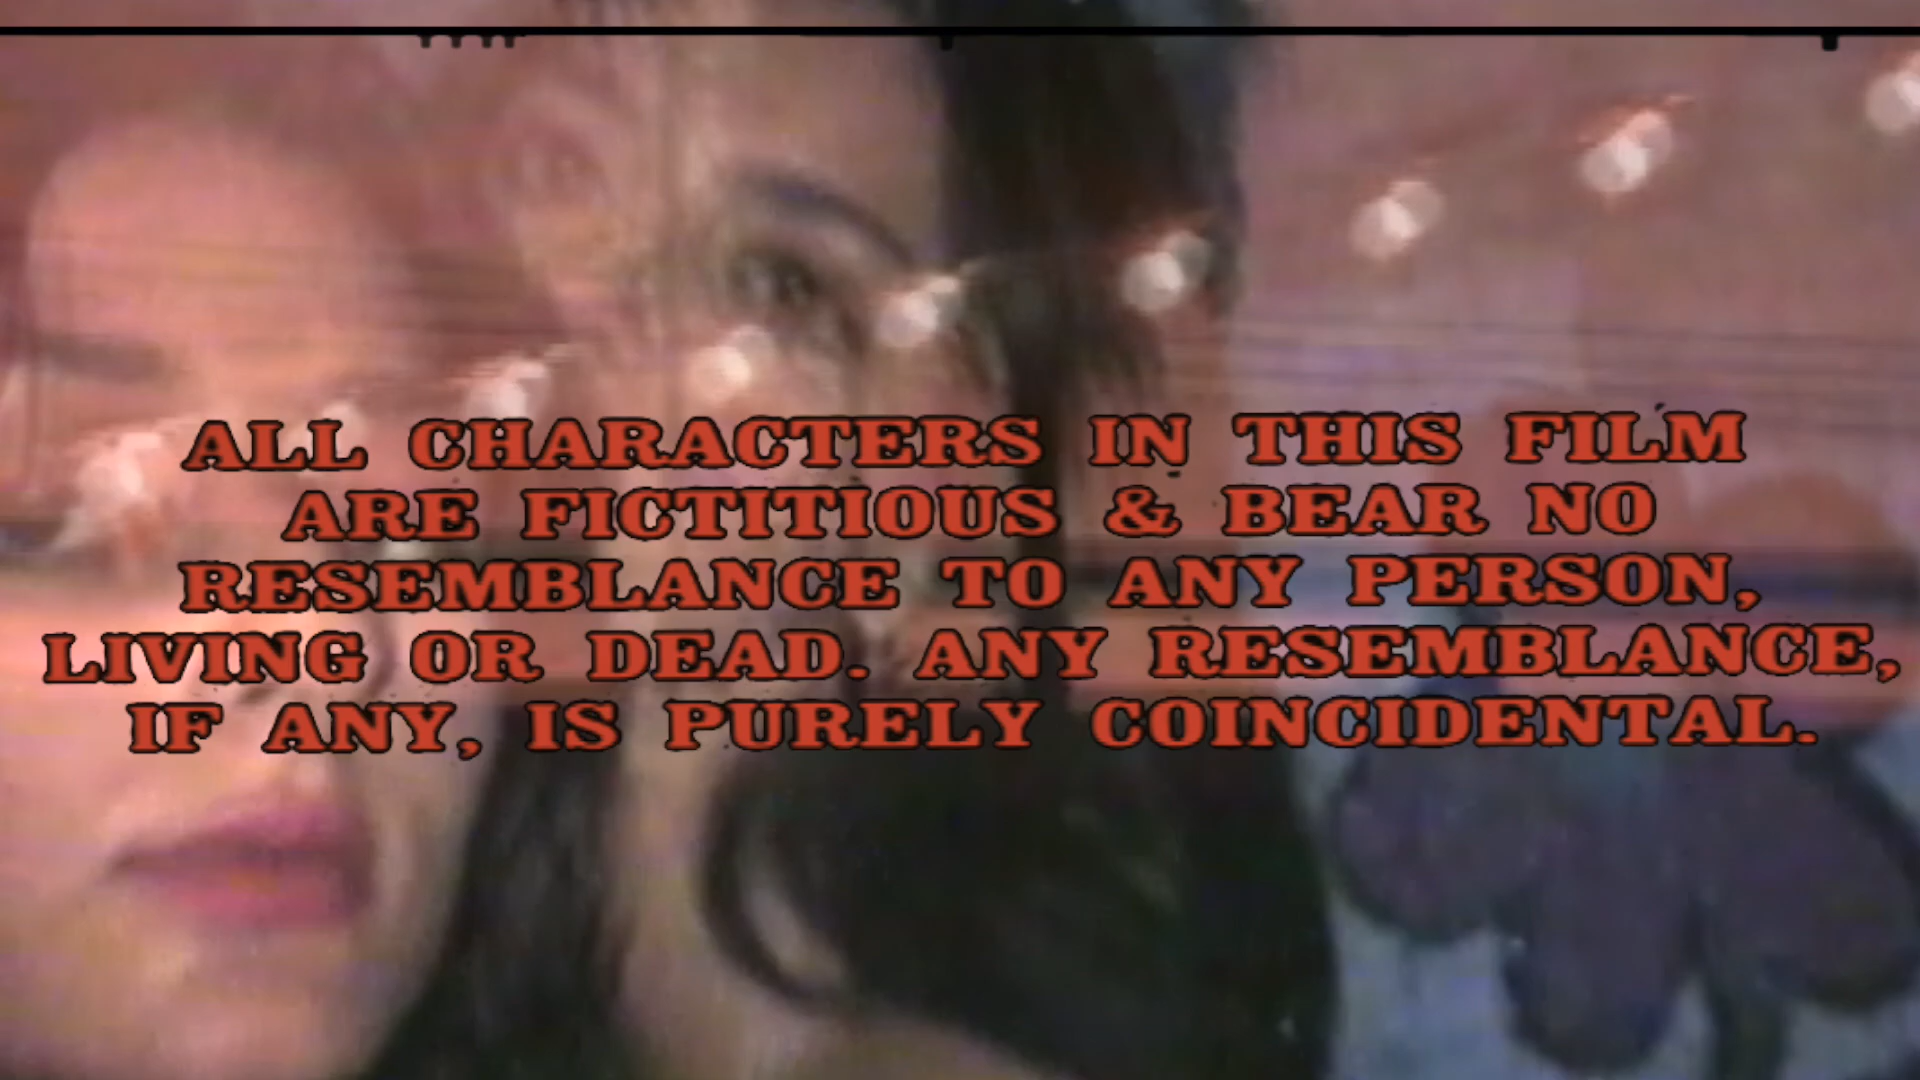 ALL CHARACTERS IN THIS FILM
ARE FICTITIOUS & BEAR NO
RESEMBLANCE TO ANY PERSON,
LIVING OR DEAD. ANY RESEMBLANCE,
IF ANY, IS PURELY COINCIDENTAL.